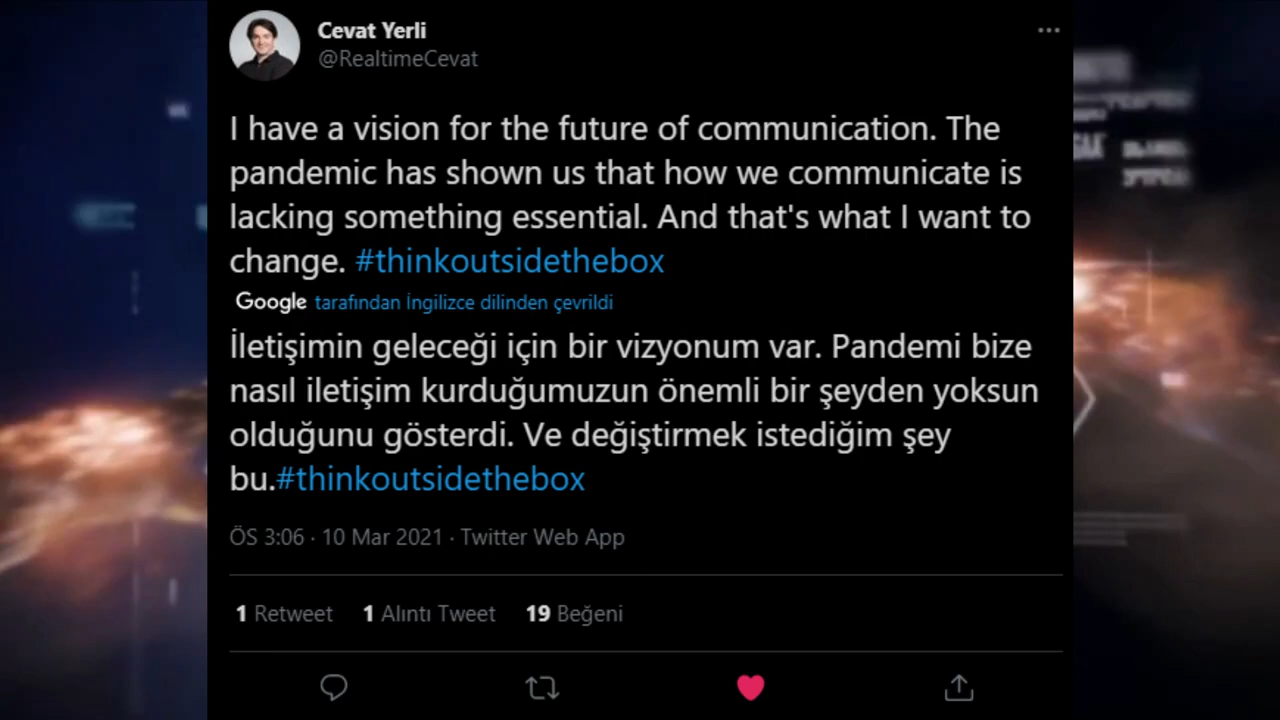 Cevat Yerli
@RealtimeCevat
I have a vision for the future of communication. The
pandemic has shown us that how we communicate is
lacking something essential. And that's what I want to
change. #thinkoutsidethebox
Google tarafından İngilizce dilinden çevrildi
İletişimin geleceği için bir vizyonum var. Pandemi bize
nasıl iletişim kurduğumuzun önemli bir şeyden yoksun
olduğunu gösterdi. Ve değiştirmek istediğim şey
bu.#thinkoutsidethebox
ÖS 3:06 · 10 Mar 2021 · Twitter Web App
1 Retweet 1 Alıntı Tweet 19 Beğeni